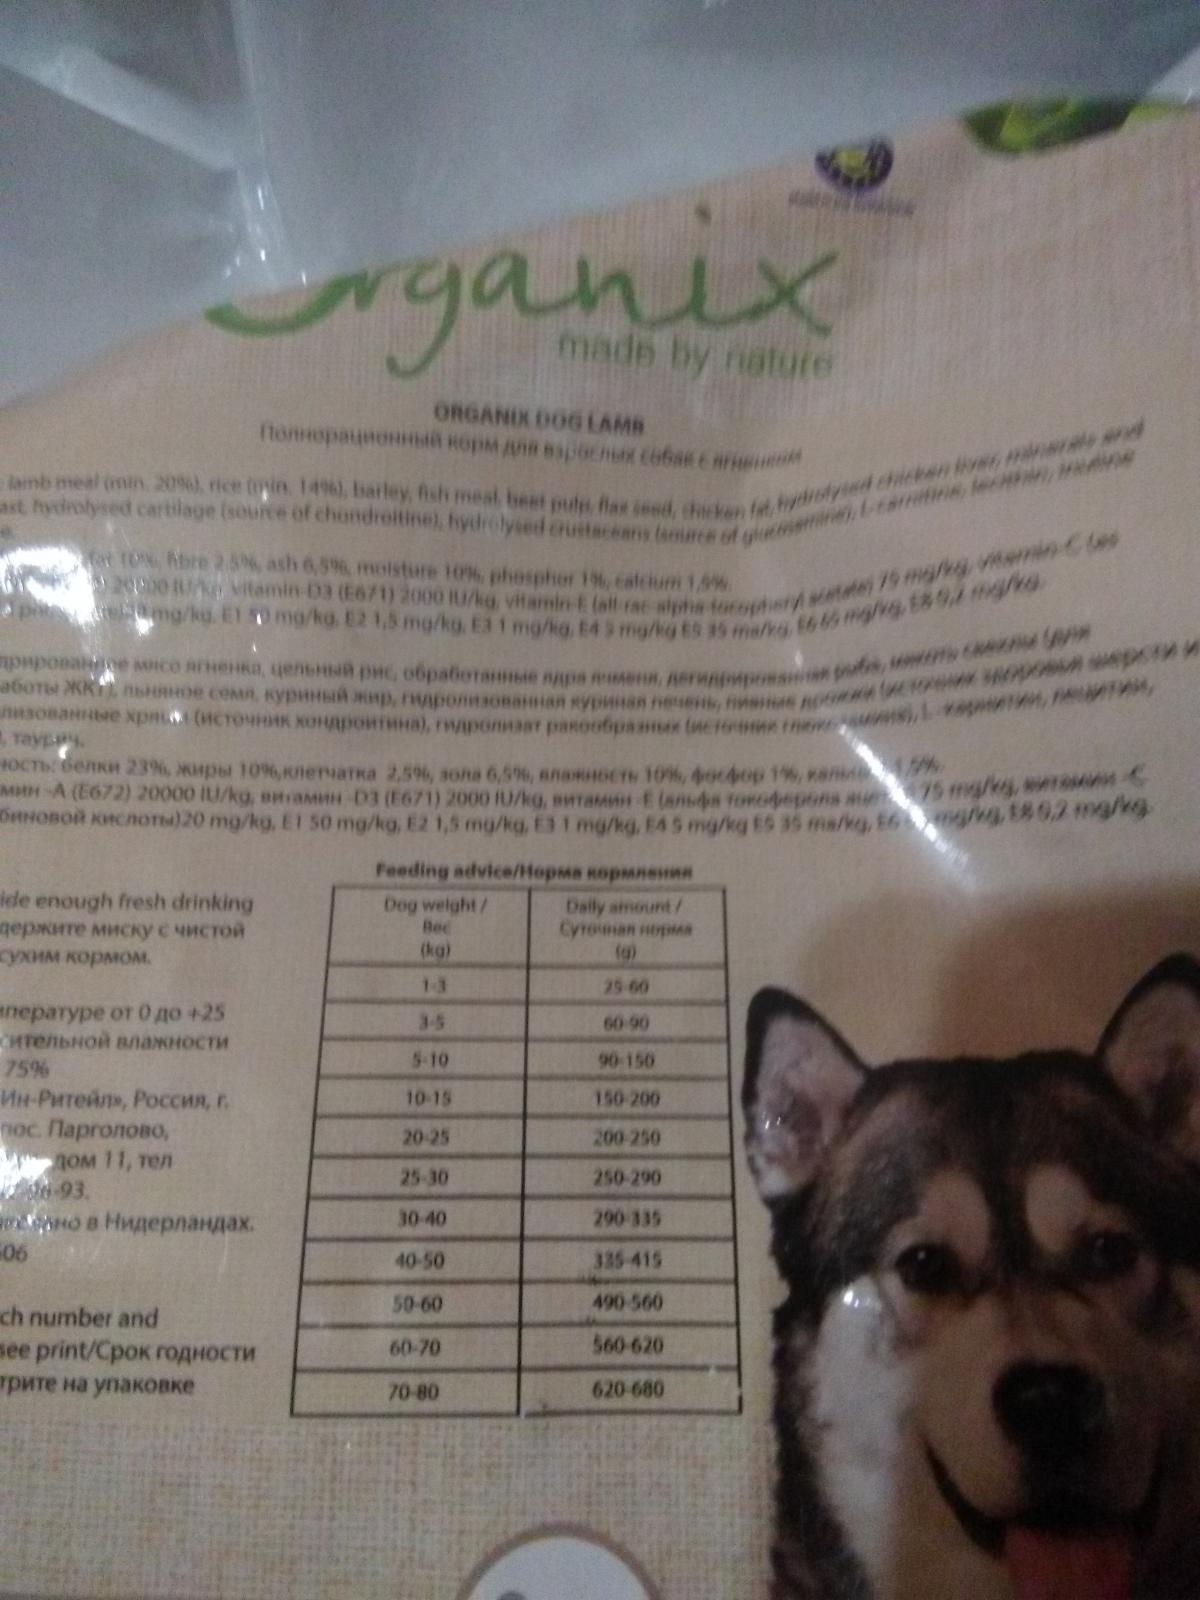 Organix
made by nature
ORGANIX DOG LAMB
Полнорационный корм для взрослых собак с ягненком
lamb meal (min. 20%), rice (min. 14%), barley, fish meal, beet pulp, flax seed, chicken fat, hydrolysed chicken liver, minerals and
hydrolysed cartilage (source of chondroitine), hydrolysed crustaceans (source of glucosamine), L-carnitine, lecithin, taurine
fat 10%, fibre 2.5%, ash 6,5%, moisture 10%, phosphor 1%, calcium 1,5%.
20000 IU/kg, vitamin-D3 (E671) 2000 IU/kg, vitamin-E (all-rac-alpha-tocopheryl acetate) 75 mg/kg, vitamin-C (as
mg/kg, E1 50 mg/kg, E2 1,5 mg/kg, E3 1 mg/kg, E4 5 mg/kg E5 35 ma/kg, E6 65 mg/kg, E8 0,2 mg/kg.
мясо ягненка, цельный рис, обработанные ядра ячменя, дегидрированная рыба, мякоть свеклы (для
работы ЖКТ), льняное семя, куриный жир, гидролизованная куриная печень, пивные дрожжи (источник здоровья шерсти и
хрящи (источник хондроитина), гидролизат ракообразных (источник глюкозамина), L-карнитин, лецитин,
таурин.
белки 23%, жиры 10%,клетчатка 2,5%, зола 6,5%, влажность 10%, фосфор 1%, кальций 1,5%.
-А (E672) 20000 IU/kg, витамин -D3 (E671) 2000 IU/kg, витамин -E (альфа токоферола ацетат) 75 mg/kg, витамин -C
кислоты)20 mg/kg, E1 50 mg/kg, E2 1,5 mg/kg, E3 1 mg/kg, E4 5 mg/kg E5 35 ma/kg, E6 mg/kg, E8 0,2 mg/kg.
Feeding advice/Норма кормления
Dog weight / Вес (kg) Daily amount / Суточная норма (g)
1-3 25-60
3-5 60-90
5-10 90-150
10-15 150-200
20-25 200-250
25-30 250-290
30-40 290-335
40-50 335-415
50-60 490-560
60-70 560-620
70-80 620-680
ide enough fresh drinking
держите миску с чистой
сухим кормом.
пературе от 0 до +25
сительной влажности
75%
Ин-Ритейл», Россия, г.
пос. Парголово,
дом 11, тел
-96-93.
в Нидерландах.
506
ch number and
see print/Срок годности
трите на упаковке